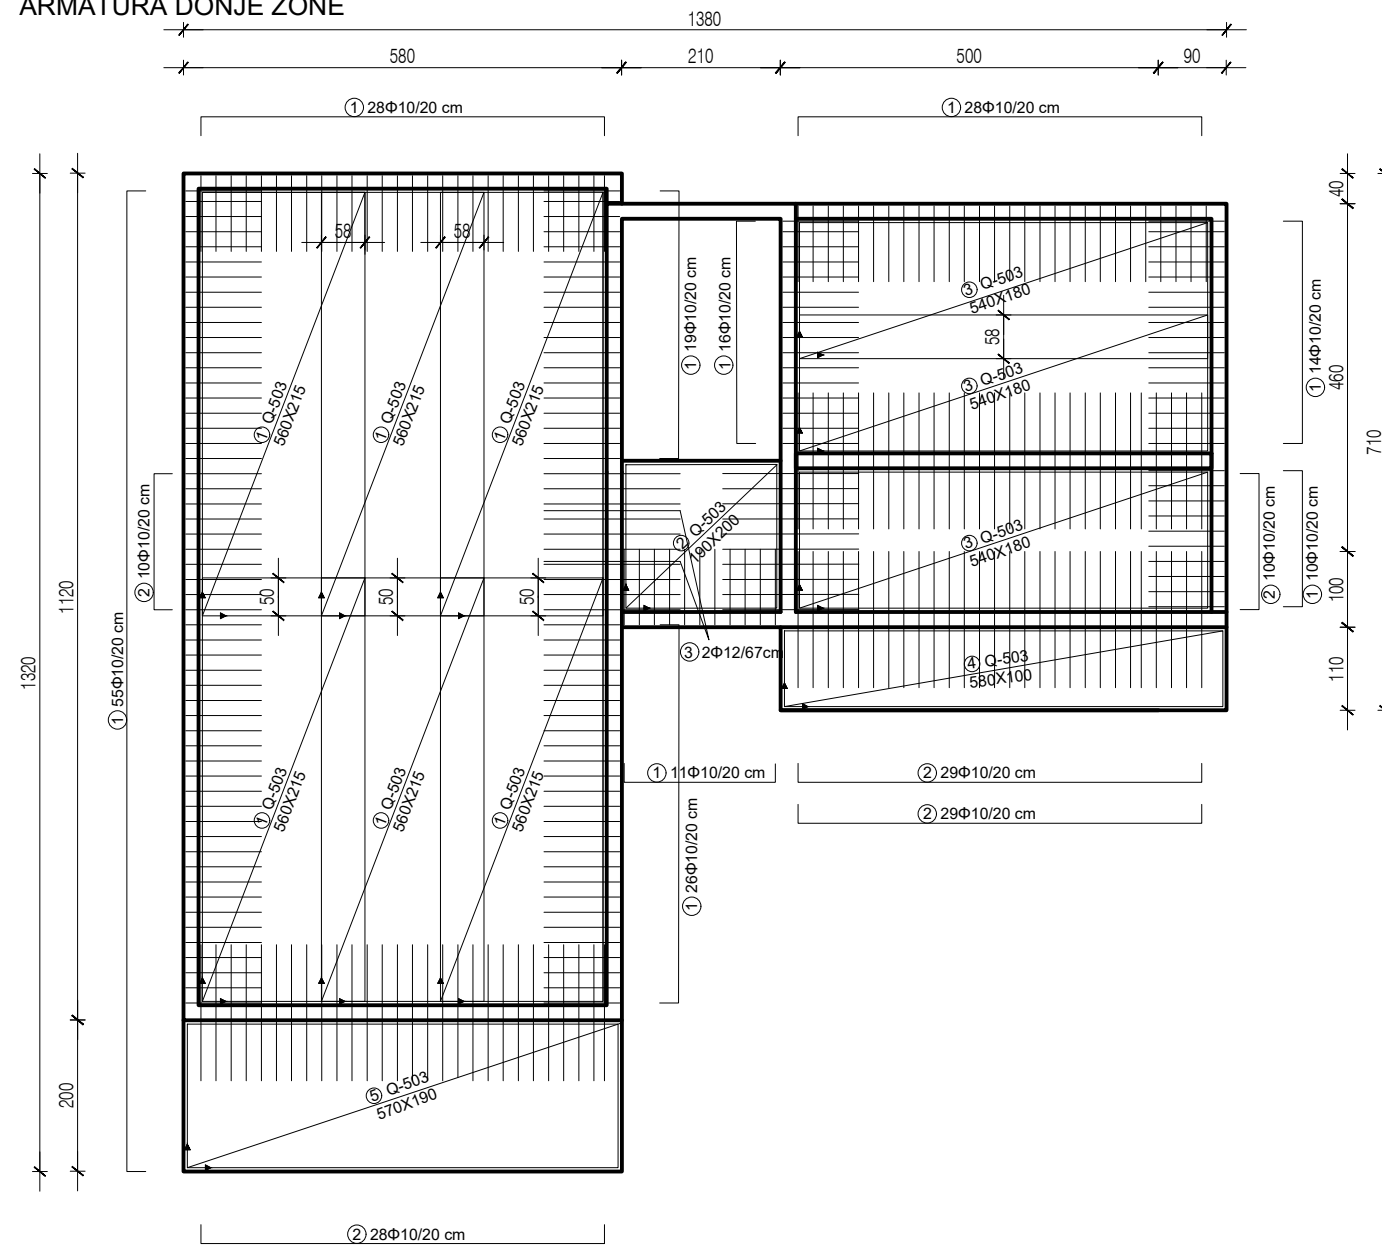 ARMATURA DONJE ZONE
1380
580
210
500
90
1 28Φ10/20 cm
1 28Φ10/20 cm
40
58
58
1 19Φ10/20 cm
1 16Φ10/20 cm
3 Q-503
540X180
1 14Φ10/20 cm
460
58
3 Q-503
540X180
1 Q-503
560X215
1 Q-503
560X215
1 Q-503
560X215
710
2 10Φ10/20 cm
2 Q-503
190X200
3 Q-503
540X180
2 10Φ10/20 cm
1 10Φ10/20 cm
100
1120
50
50
50
1320
1 55Φ10/20 cm
3 2Φ12/67cm
4 Q-503
580X100
110
1 Q-503
560X215
1 Q-503
560X215
1 Q-503
560X215
1 11Φ10/20 cm
2 29Φ10/20 cm
2 29Φ10/20 cm
1 26Φ10/20 cm
200
5 Q-503
570X190
2 28Φ10/20 cm